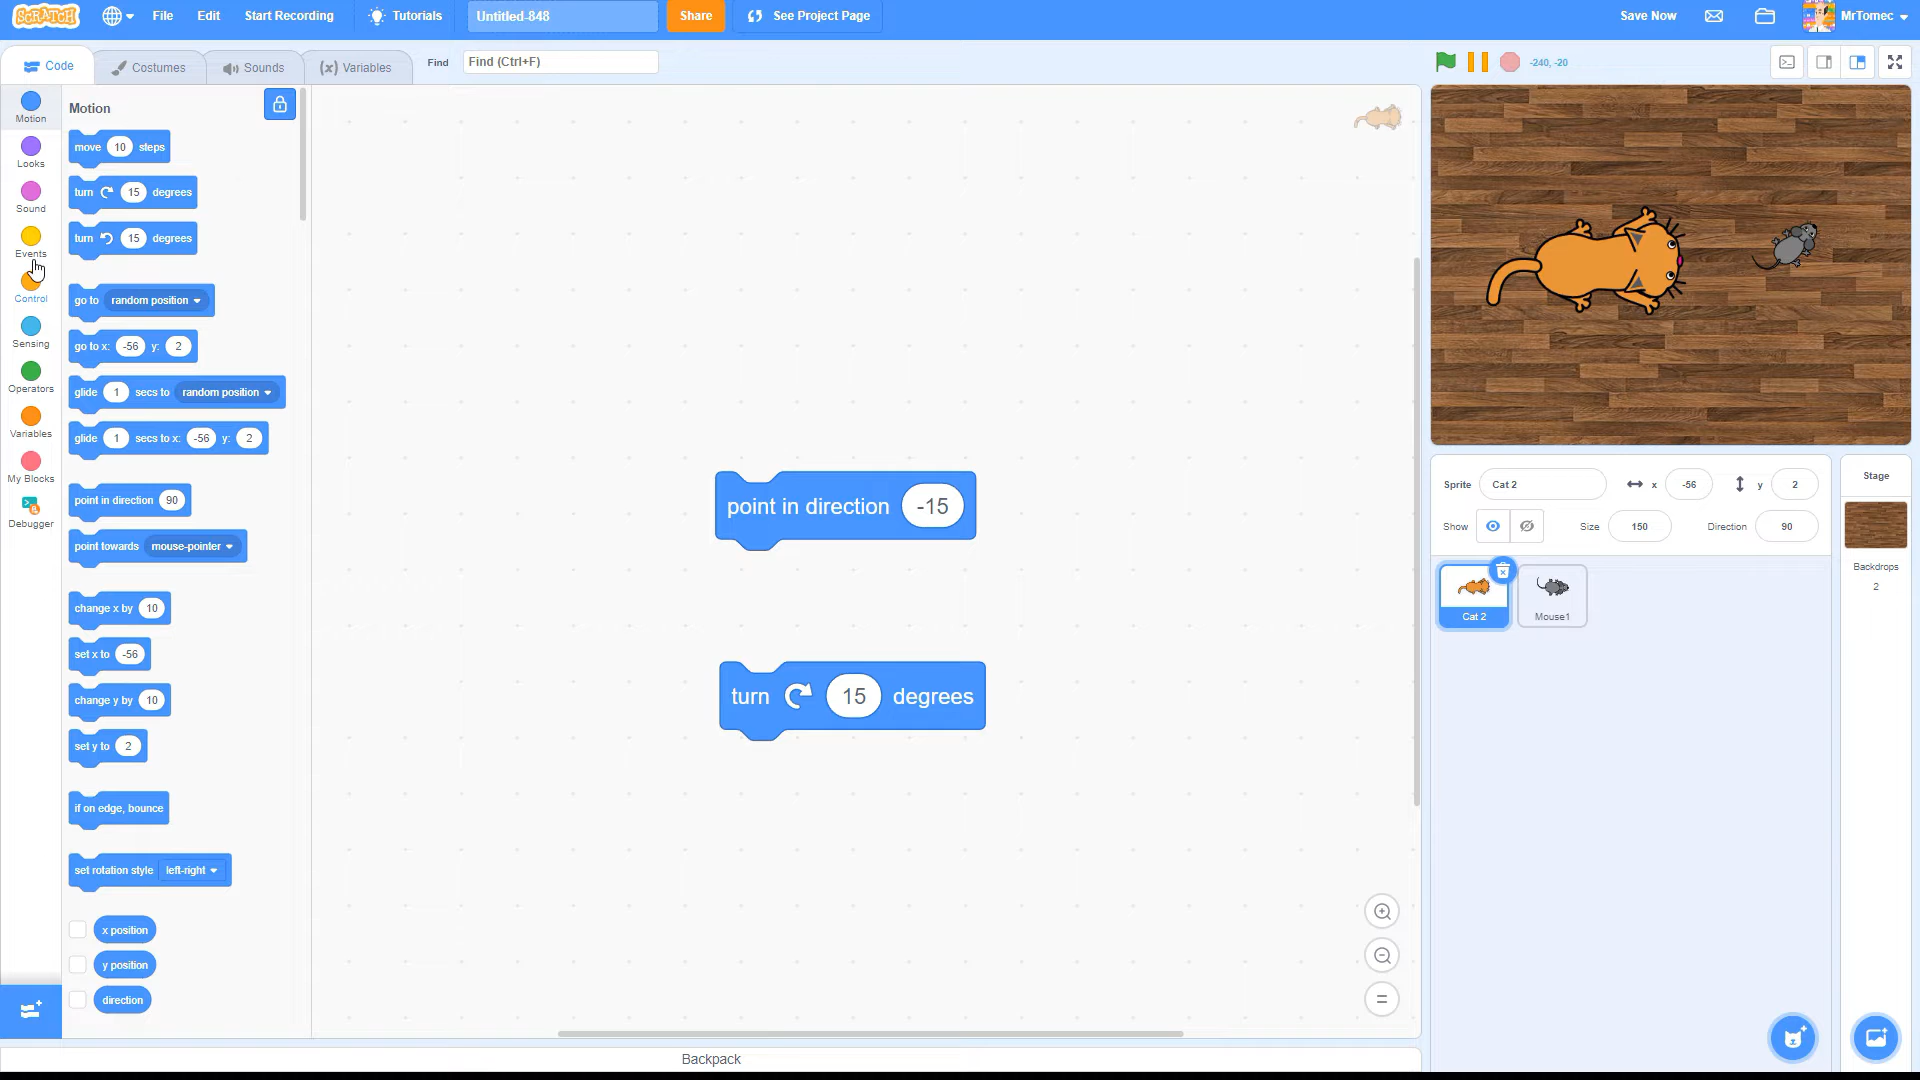 SCRATCH File Edit Start Recording Tutorials Untitled-848 Share See Project Page Save Now MrTomec
Code Costumes Sounds (x) Variables Find Find (Ctrl+F) -240, -20
Motion
Looks
Sound
Events
Control
Sensing
Operators
Variables
My Blocks
Debugger
Motion
move 10 steps
turn 15 degrees
turn 15 degrees
go to random position
go to x: -56 y: 2
glide 1 secs to random position
glide 1 secs to x: -56 y: 2
point in direction 90
point towards mouse-pointer
change x by 10
set x to -56
change y by 10
set y to 2
if on edge, bounce
set rotation style left-right
x position
y position
direction
point in direction -15
turn 15 degrees
Backpack
Sprite Cat 2 x -56 y 2
Show Size 150 Direction 90
Cat 2 Mouse1
Stage
Backdrops
2